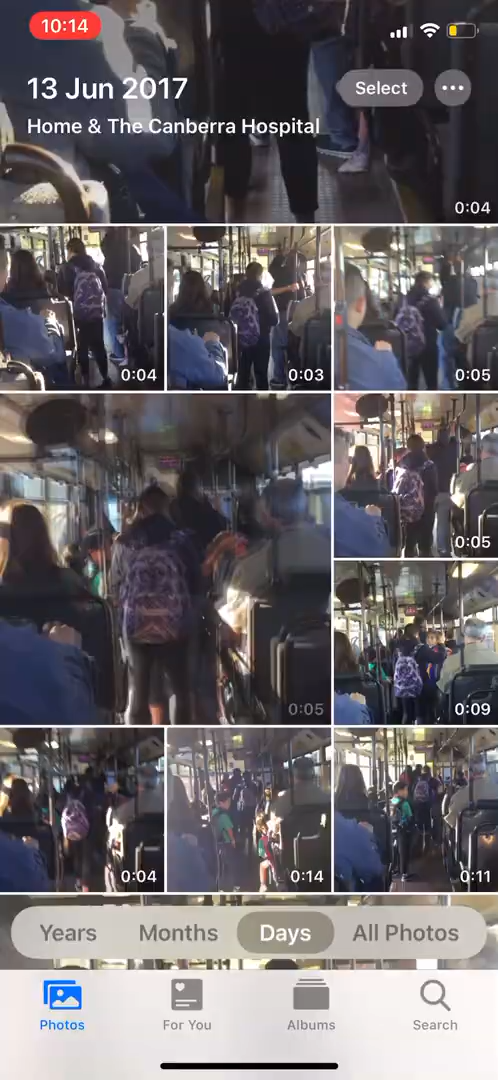 10:14
13 Jun 2017
Select
Home & The Canberra Hospital
0:04
0:04
0:03
0:05
0:05
0:05
0:09
0:04
0:14
0:11
Years
Months
Days
All Photos
Photos
For You
Albums
Search